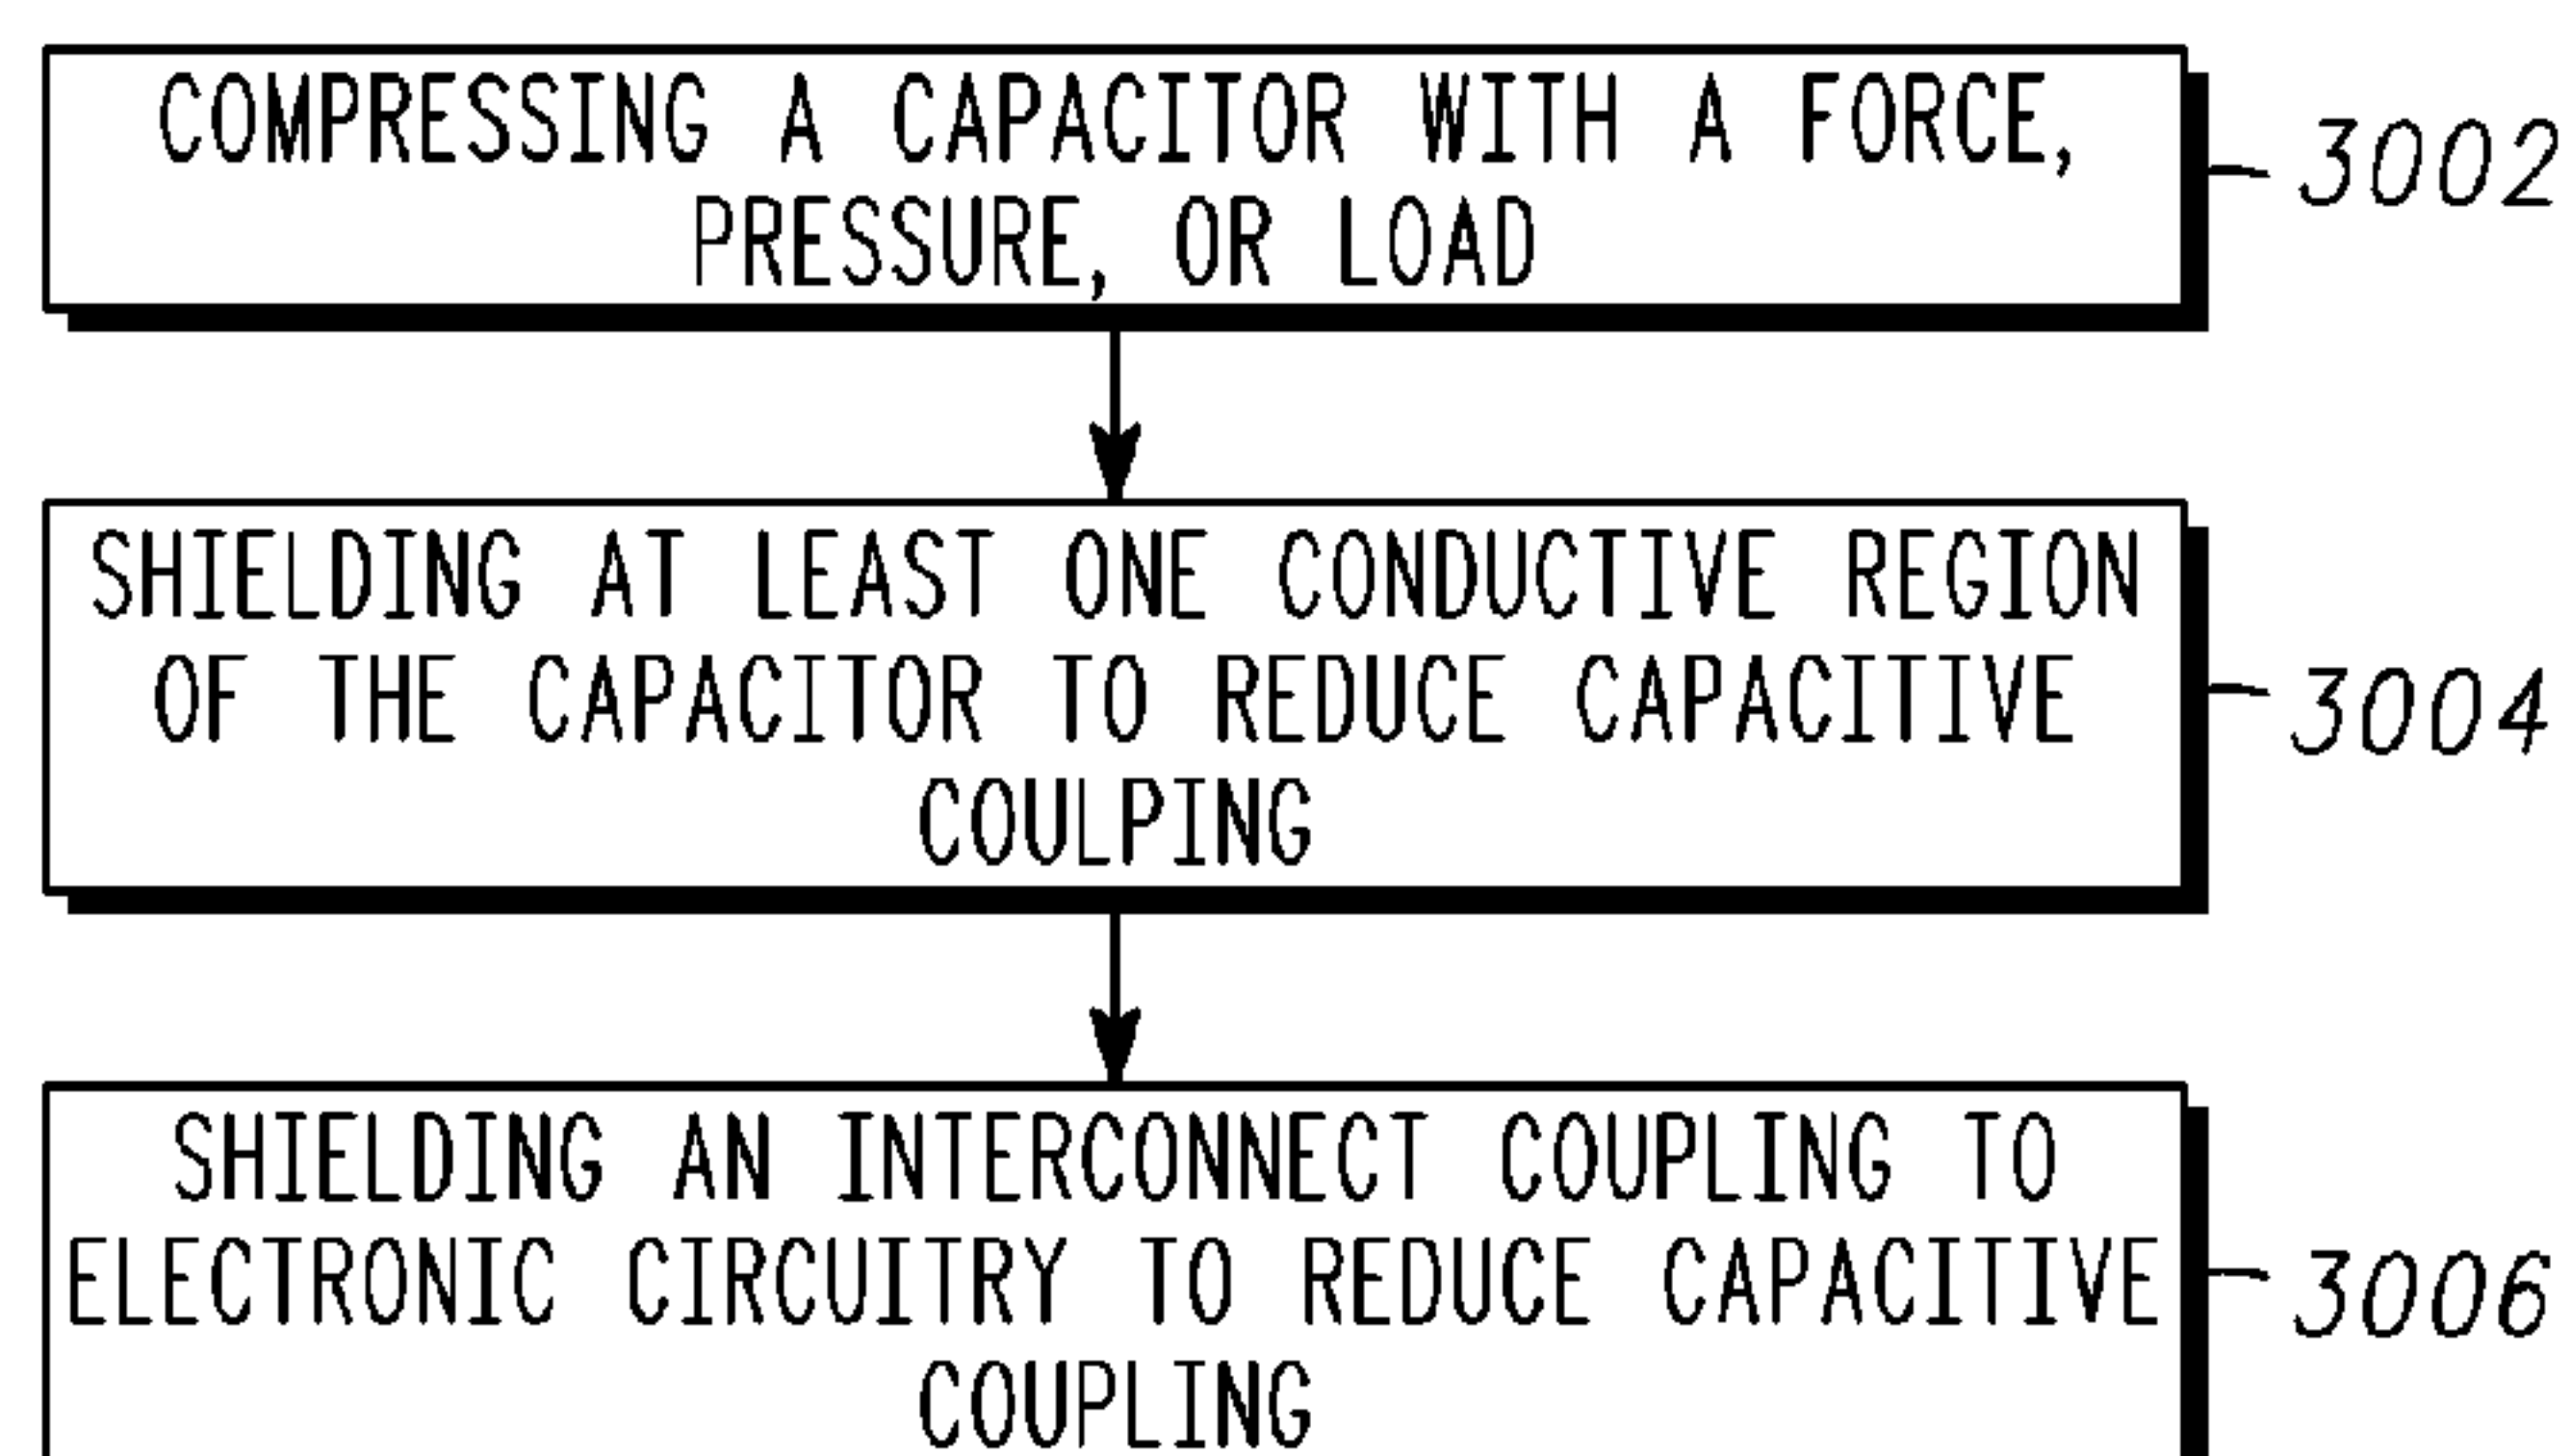 COMPRESSING A CAPACITOR WITH A FORCE,
PRESSURE, OR LOAD
3002
SHIELDING AT LEAST ONE CONDUCTIVE REGION
OF THE CAPACITOR TO REDUCE CAPACITIVE
COULPING
3004
SHIELDING AN INTERCONNECT COUPLING TO
ELECTRONIC CIRCUITRY TO REDUCE CAPACITIVE
COUPLING
3006